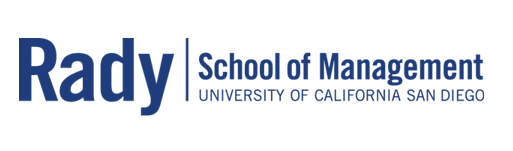 Rady
School of Management
UNIVERSITY OF CALIFORNIA SAN DIEGO